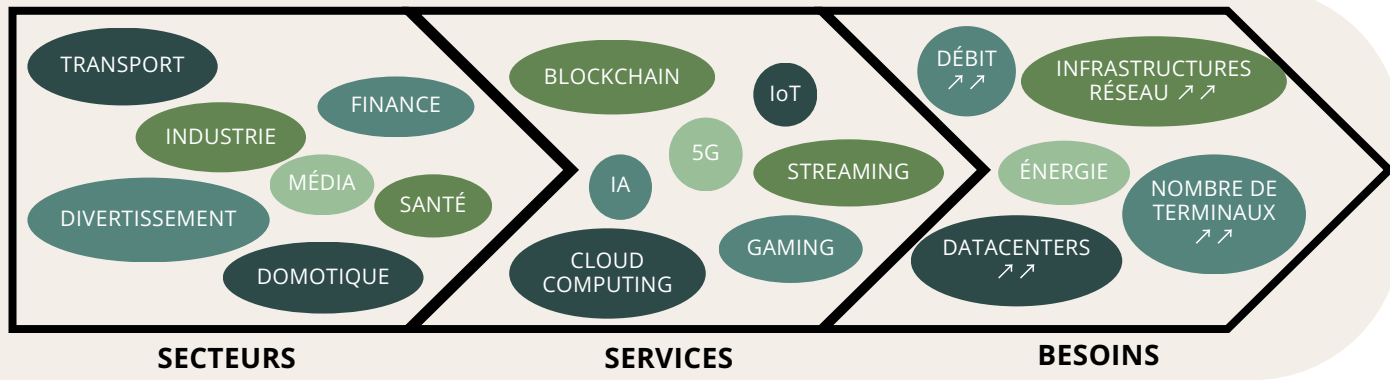 TRANSPORT
FINANCE
INDUSTRIE
MÉDIA
SANTÉ
DIVERTISSEMENT
DOMOTIQUE
SECTEURS
BLOCKCHAIN
IoT
5G
STREAMING
IA
GAMING
CLOUD
COMPUTING
SERVICES
DÉBIT
↗↗
INFRASTRUCTURES
RÉSEAU ↗↗
ÉNERGIE
NOMBRE DE
TERMINAUX
↗↗
DATACENTERS
↗↗
BESOINS